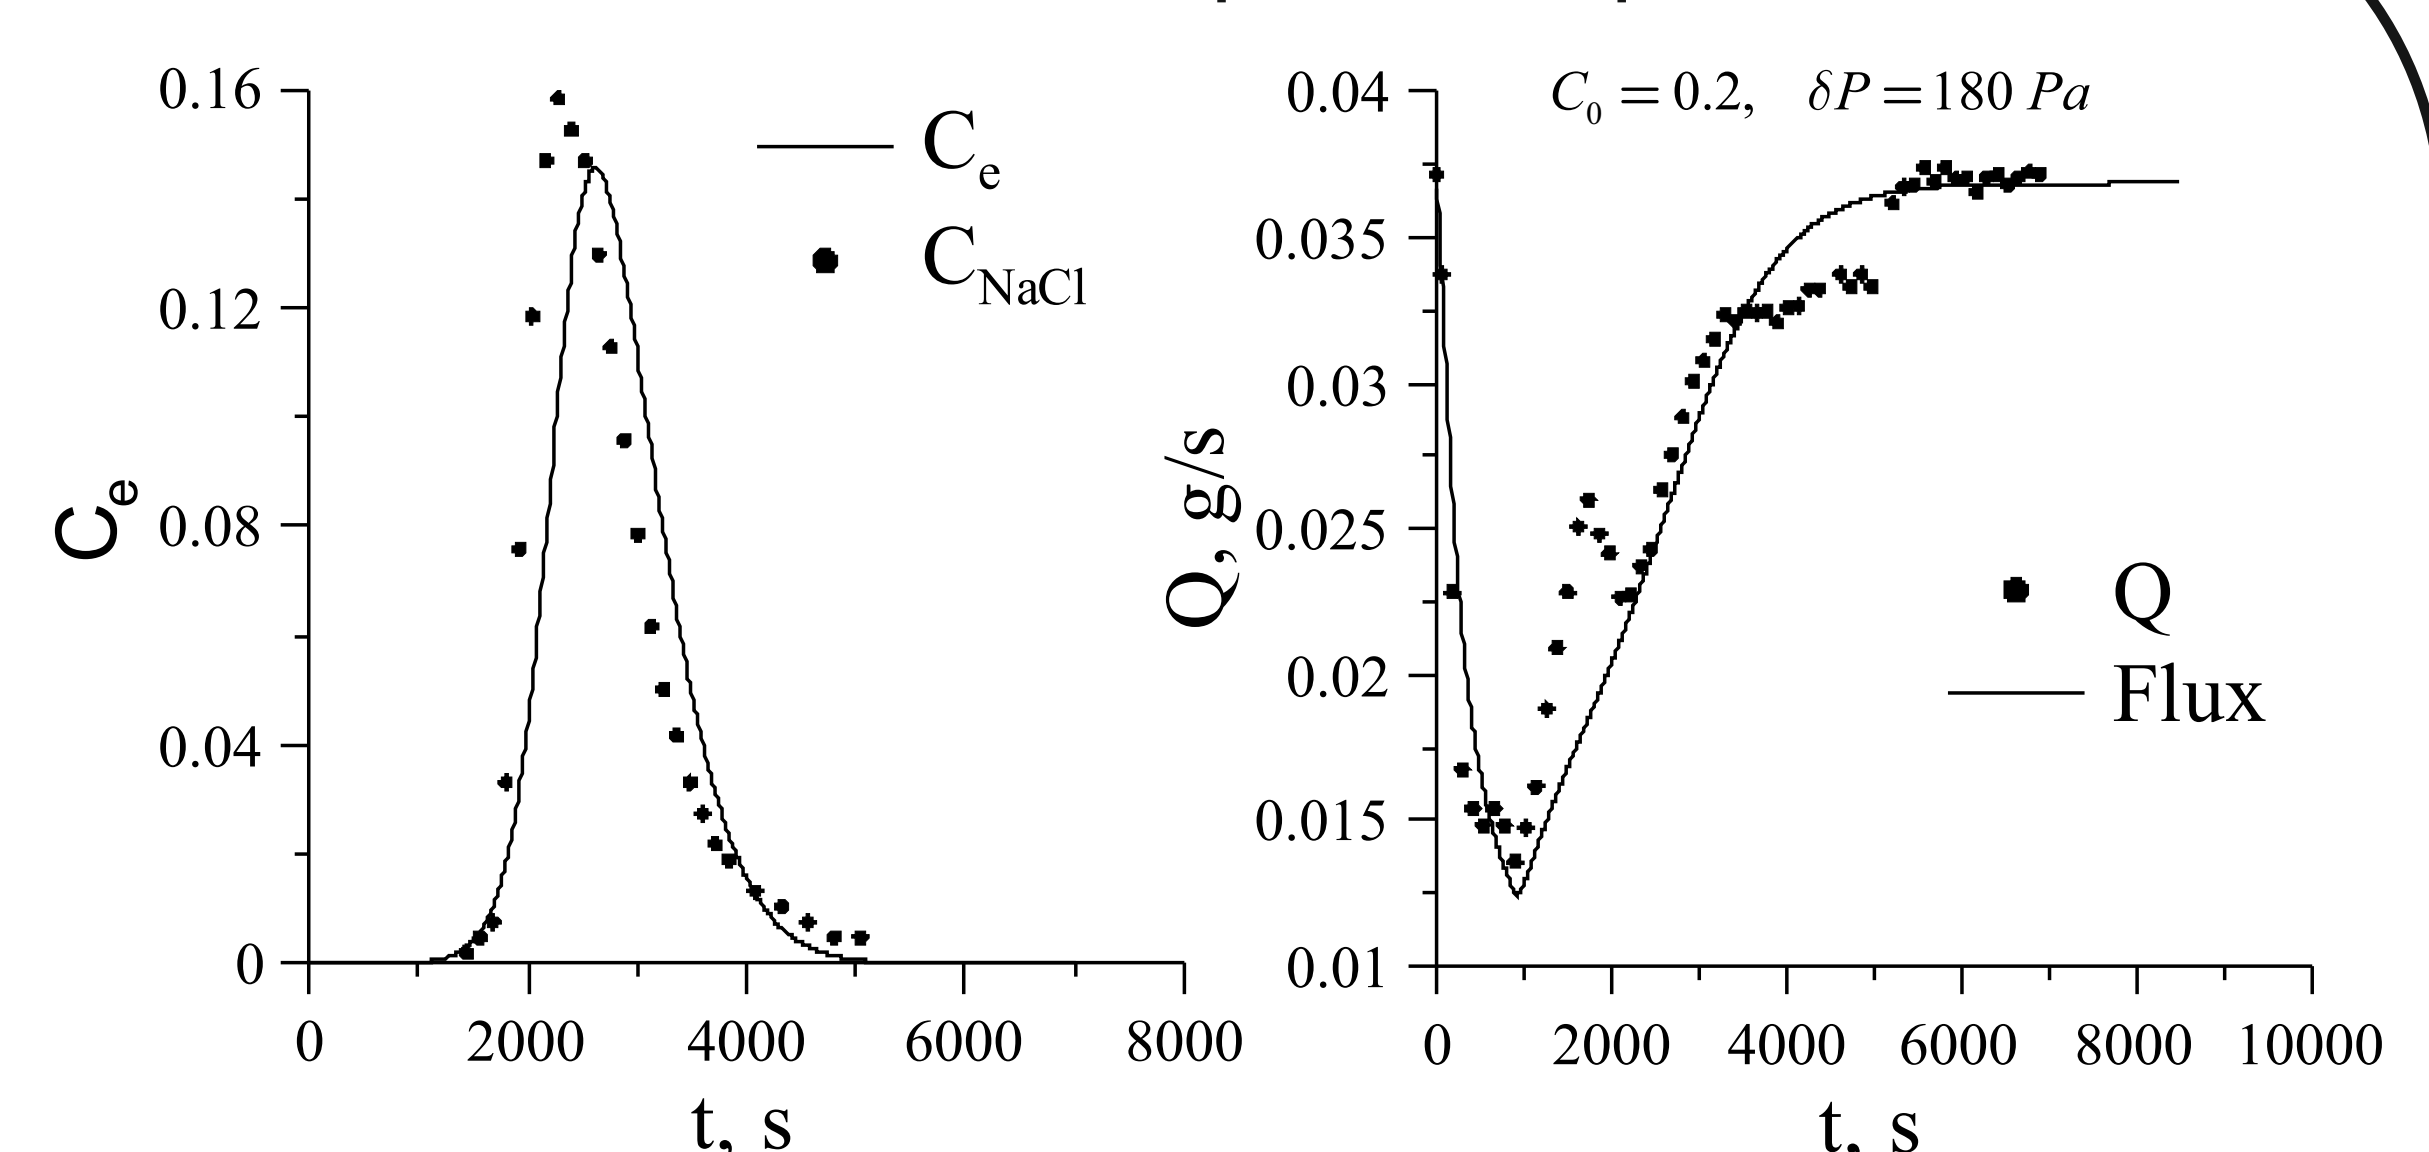 0.16
0.12
0.08
0.04
0
C_e
0 2000 4000 6000 8000
t, s
C_e
C_NaCl
C_0 = 0.2, δP = 180 Pa
0.04
0.035
0.03
0.025
0.02
0.015
0.01
Q, g/s
0 2000 4000 6000 8000 10000
t, s
Q
Flux